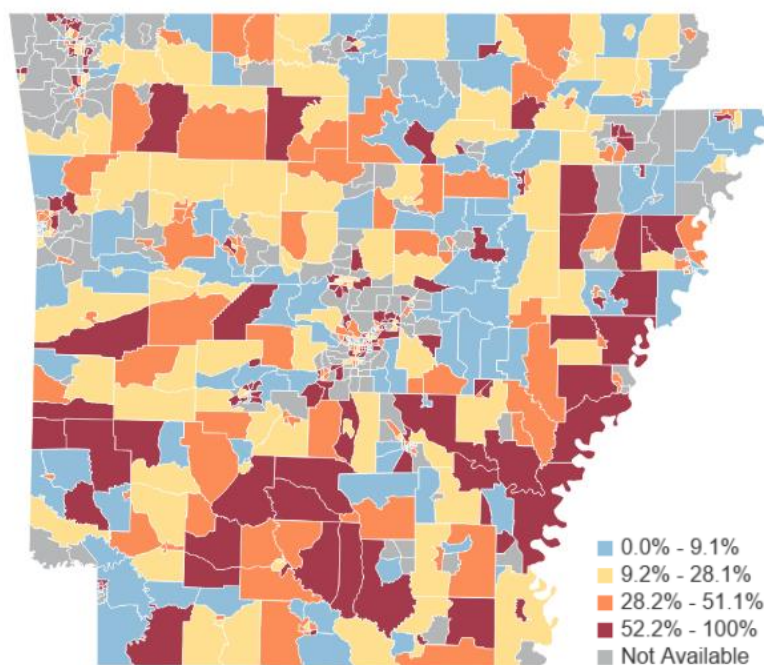 0.0% - 9.1%
9.2% - 28.1%
28.2% - 51.1%
52.2% - 100%
Not Available